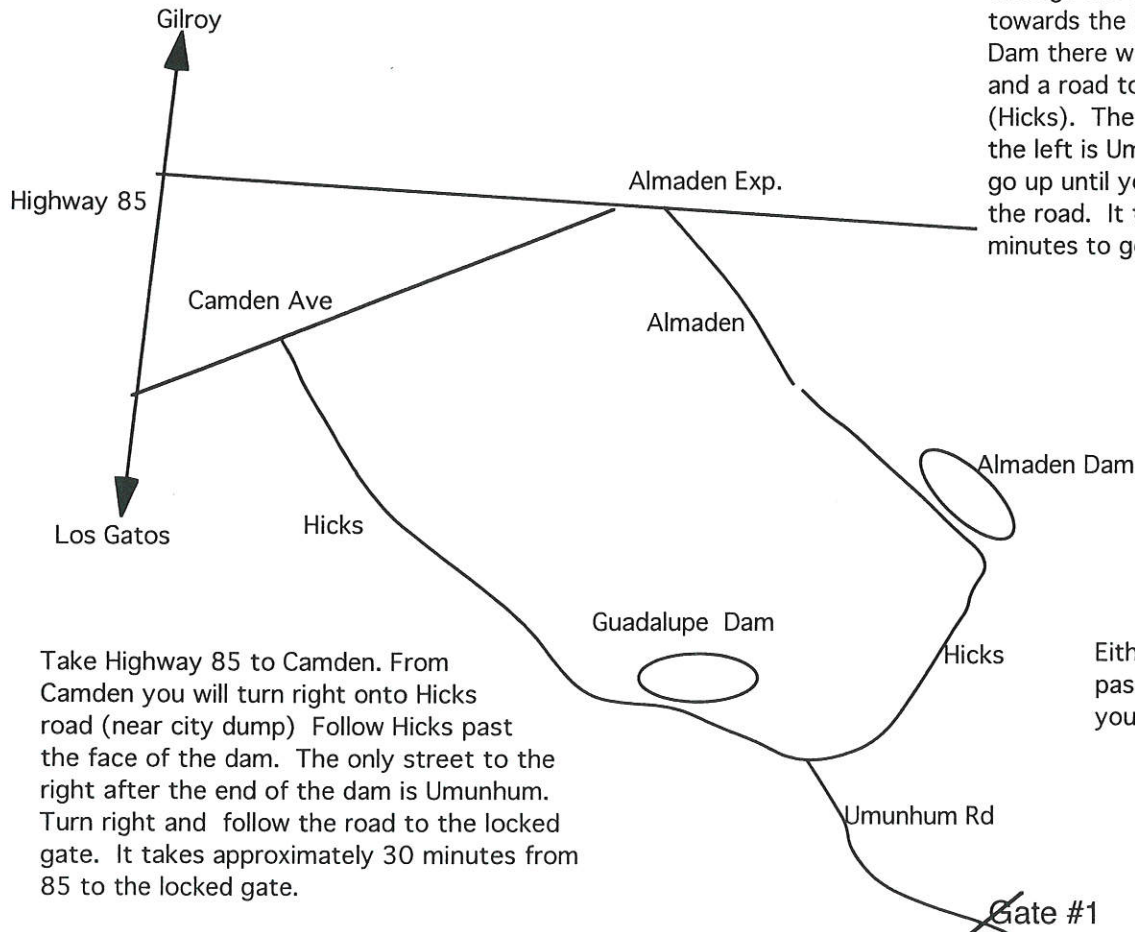 Gilroy
towards the
Dam there
and a road
(Hicks). The
the left is
go up until
the road. It
minutes to
Almaden Exp.
Highway 85
Camden Ave
Almaden
Almaden Dam
Los Gatos
Hicks
Guadalupe Dam
Hicks
Take Highway 85 to Camden. From
Camden you will turn right onto Hicks
road (near city dump) Follow Hicks past
the face of the dam. The only street to the
right after the end of the dam is Umunhum.
Turn right and follow the road to the locked
gate. It takes approximately 30 minutes from
85 to the locked gate.
Umunhum Rd
Gate #1